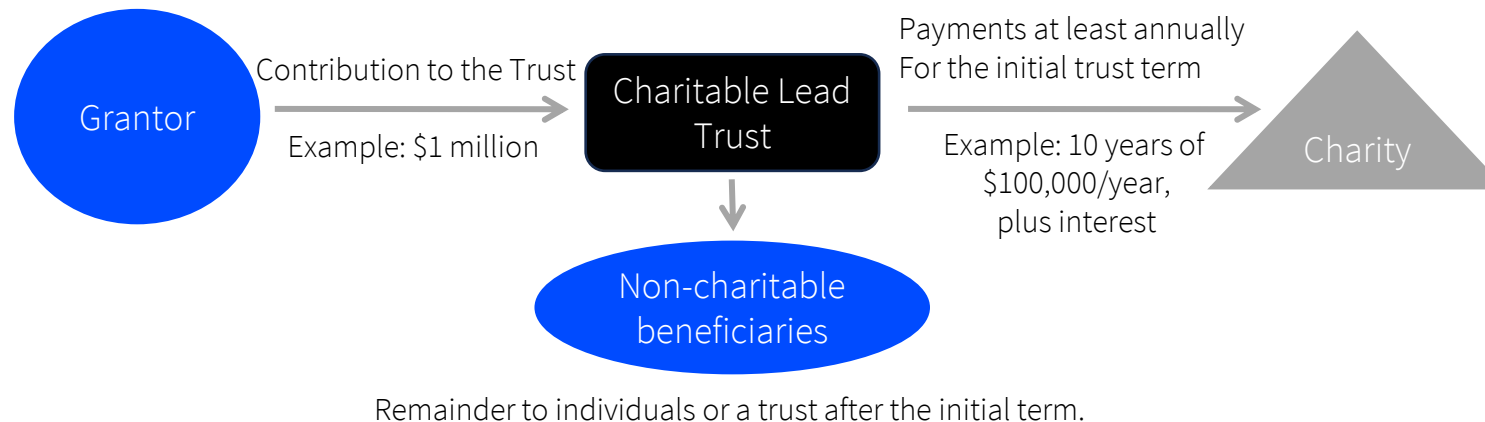 Grantor
Contribution to the Trust
Example: $1 million
Charitable Lead
Trust
Payments at least annually
For the initial trust term
Example: 10 years of
$100,000/year,
plus interest
Charity
Non-charitable
beneficiaries
Remainder to individuals or a trust after the initial term.